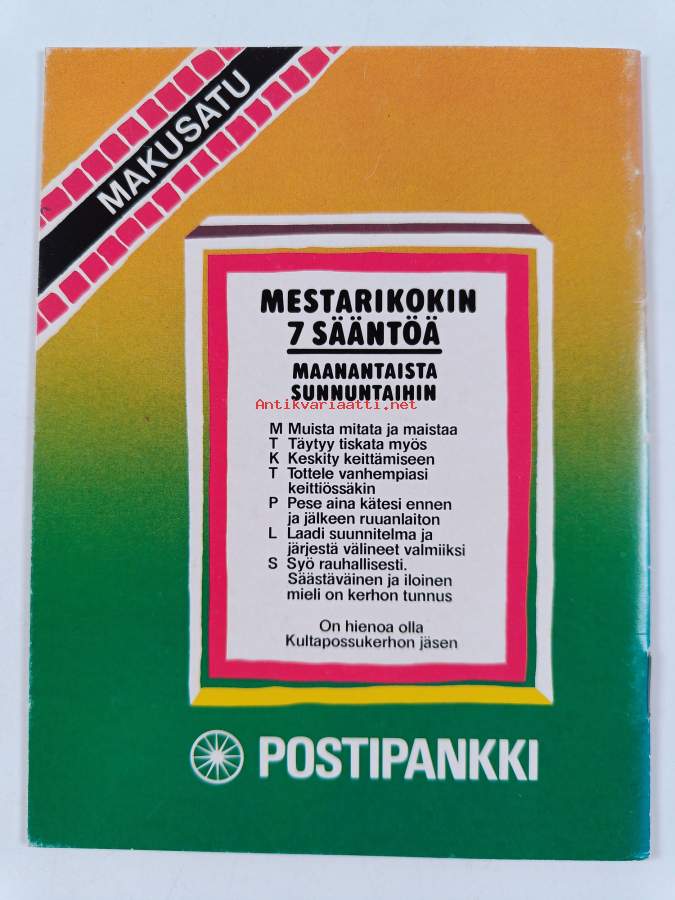 MAKUSATU
MESTARIKOKIN
7 SÄÄNTÖÄ
MAANANTAISTA
SUNNUNTAIHIN
Antikvariaatti.net
M Muista mitata ja maistaa
T Täytyy tiskata myös
K Keskity keittämiseen
T Tottele vanhempiasi
keittiössäkin
P Pese aina kätesi ennen
ja jälkeen ruuanlaiton
L Laadi suunnitelma ja
järjestä välineet valmiiksi
S Syö rauhallisesti.
Säästäväinen ja iloinen
mieli on kerhon tunnus
On hienoa olla
Kultapossukerhon jäsen
POSTIPANKKI